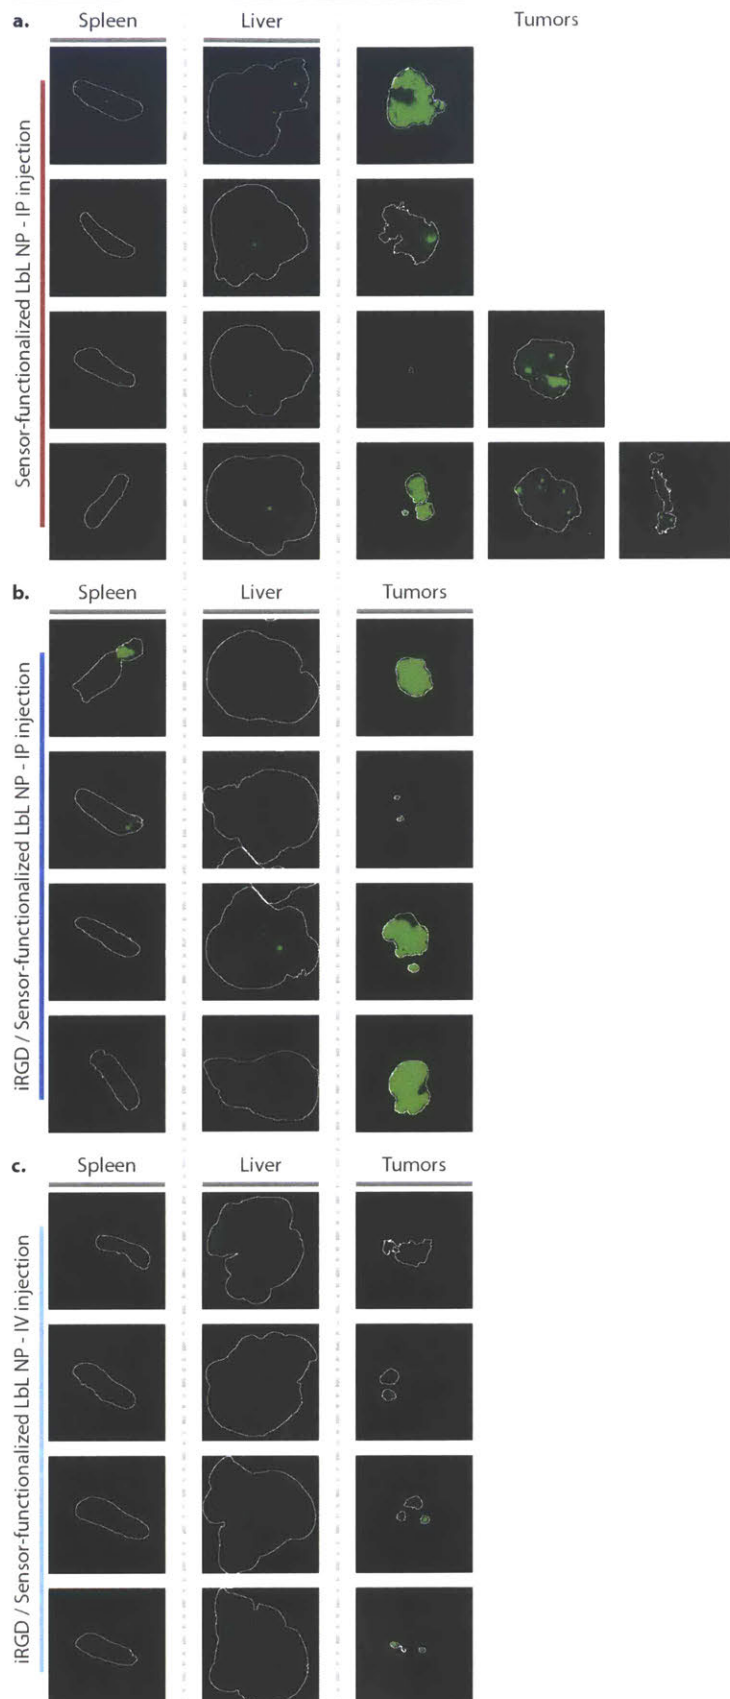 a. Spleen Liver Tumors
Sensor-functionalized LbL NP - IP injection
b. Spleen Liver Tumors
iRGD / Sensor-functionalized LbL NP - IP injection
c. Spleen Liver Tumors
iRGD / Sensor-functionalized LbL NP - IV injection